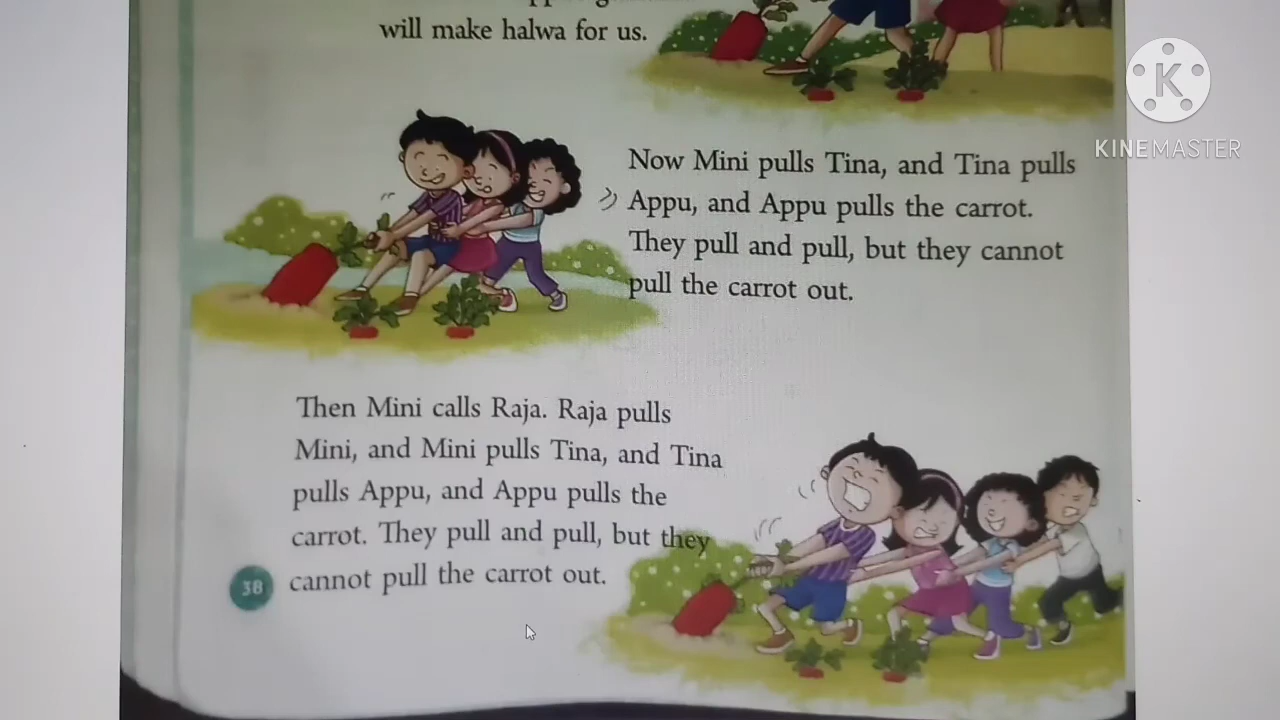 will make halwa for us.
Now Mini pulls Tina, and Tina pulls
Appu, and Appu pulls the carrot.
They pull and pull, but they cannot
pull the carrot out.
Then Mini calls Raja. Raja pulls
Mini, and Mini pulls Tina, and Tina
pulls Appu, and Appu pulls the
carrot. They pull and pull, but they
cannot pull the carrot out.
38
K
KINEMASTER